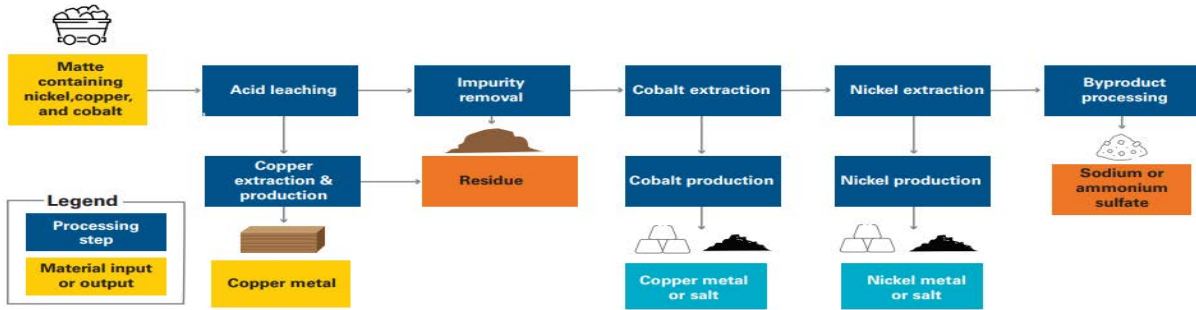 Matte
containing
nickel,copper,
and cobalt
Acid leaching
Impurity
removal
Cobalt extraction
Nickel extraction
Byproduct
processing
Copper
extraction &
production
Residue
Cobalt production
Nickel production
Sodium or
ammonium
sulfate
Legend
Processing
step
Material input
or output
Copper metal
Copper metal
or salt
Nickel metal
or salt